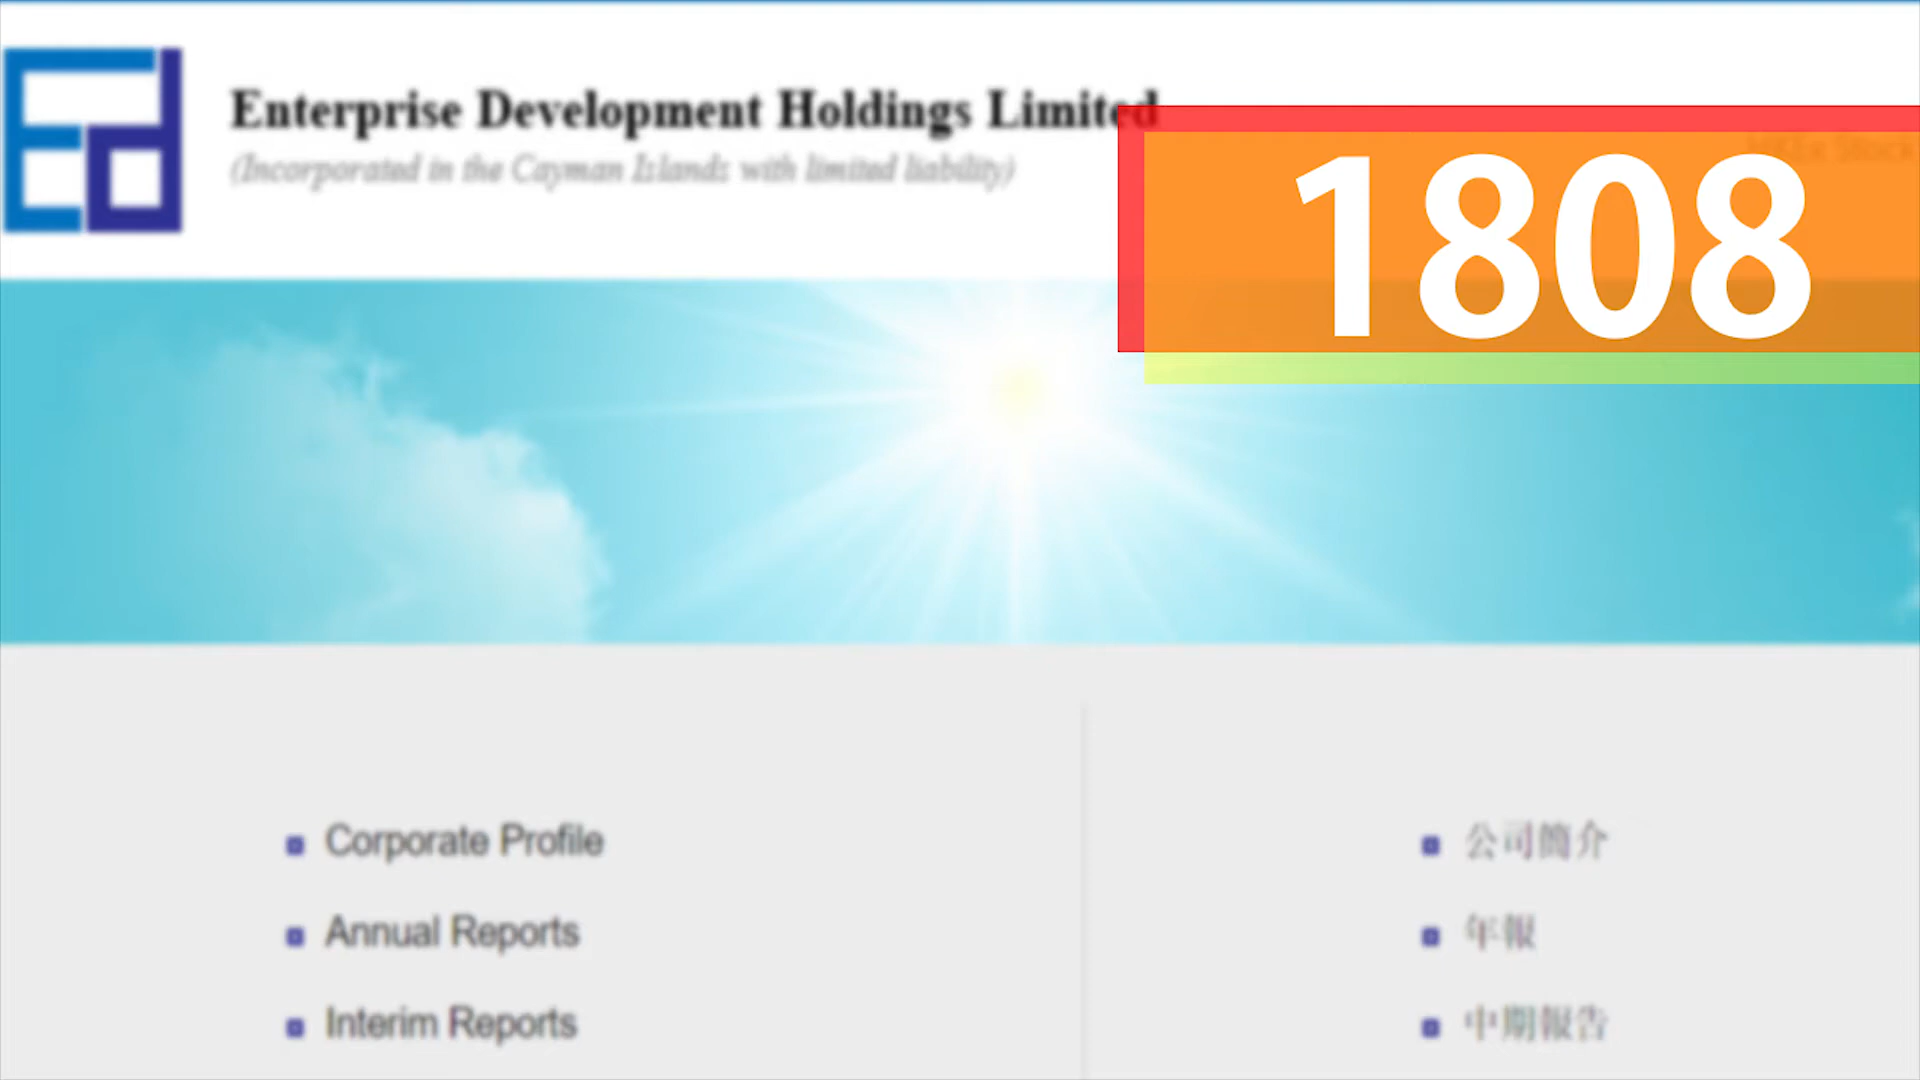 Enterprise Development Holdings Limited
(Incorporated in the Cayman Islands with limited liability)
Stock
1808
Corporate Profile
公司簡介
Annual Reports
年報
Interim Reports
中期報告